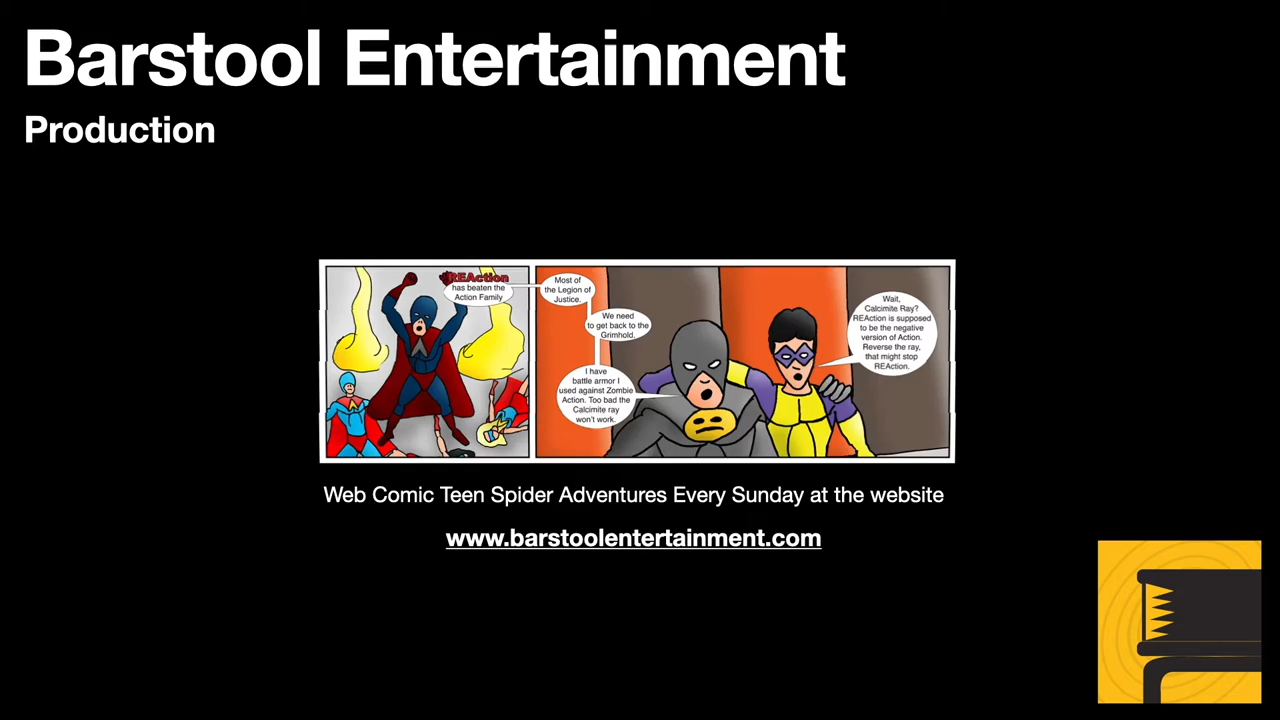 Barstool Entertainment
Production
REAction
has beaten the
Action Family
Most of
the Legion of
Justice.
We need
to get back to the
Grimhold.
I have
battle armor I
used against Zombie
Action. Too bad the
Calcimite ray
won't work.
Wait,
Calcimite Ray?
REAction is supposed
to be the negative
version of Action.
Reverse the ray,
that might stop
REAction.
Web Comic Teen Spider Adventures Every Sunday at the website
www.barstoolentertainment.com